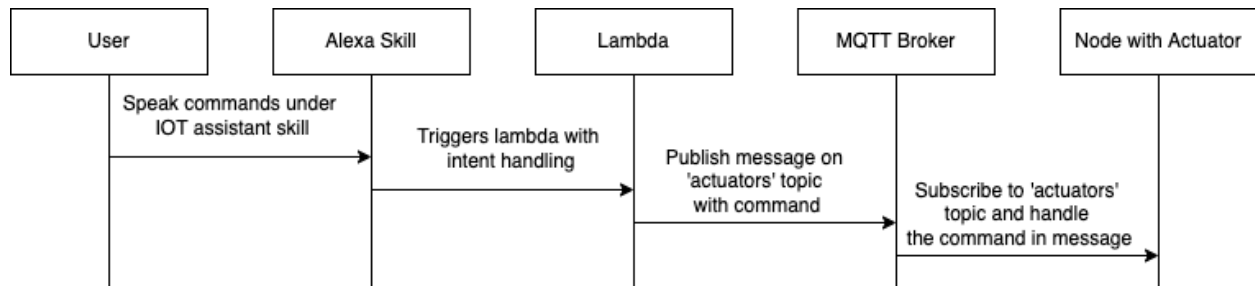 User
Alexa Skill
Lambda
MQTT Broker
Node with Actuator
Speak commands under
IOT assistant skill
Triggers lambda with
intent handling
Publish message on
'actuators' topic
with command
Subscribe to 'actuators'
topic and handle
the command in message